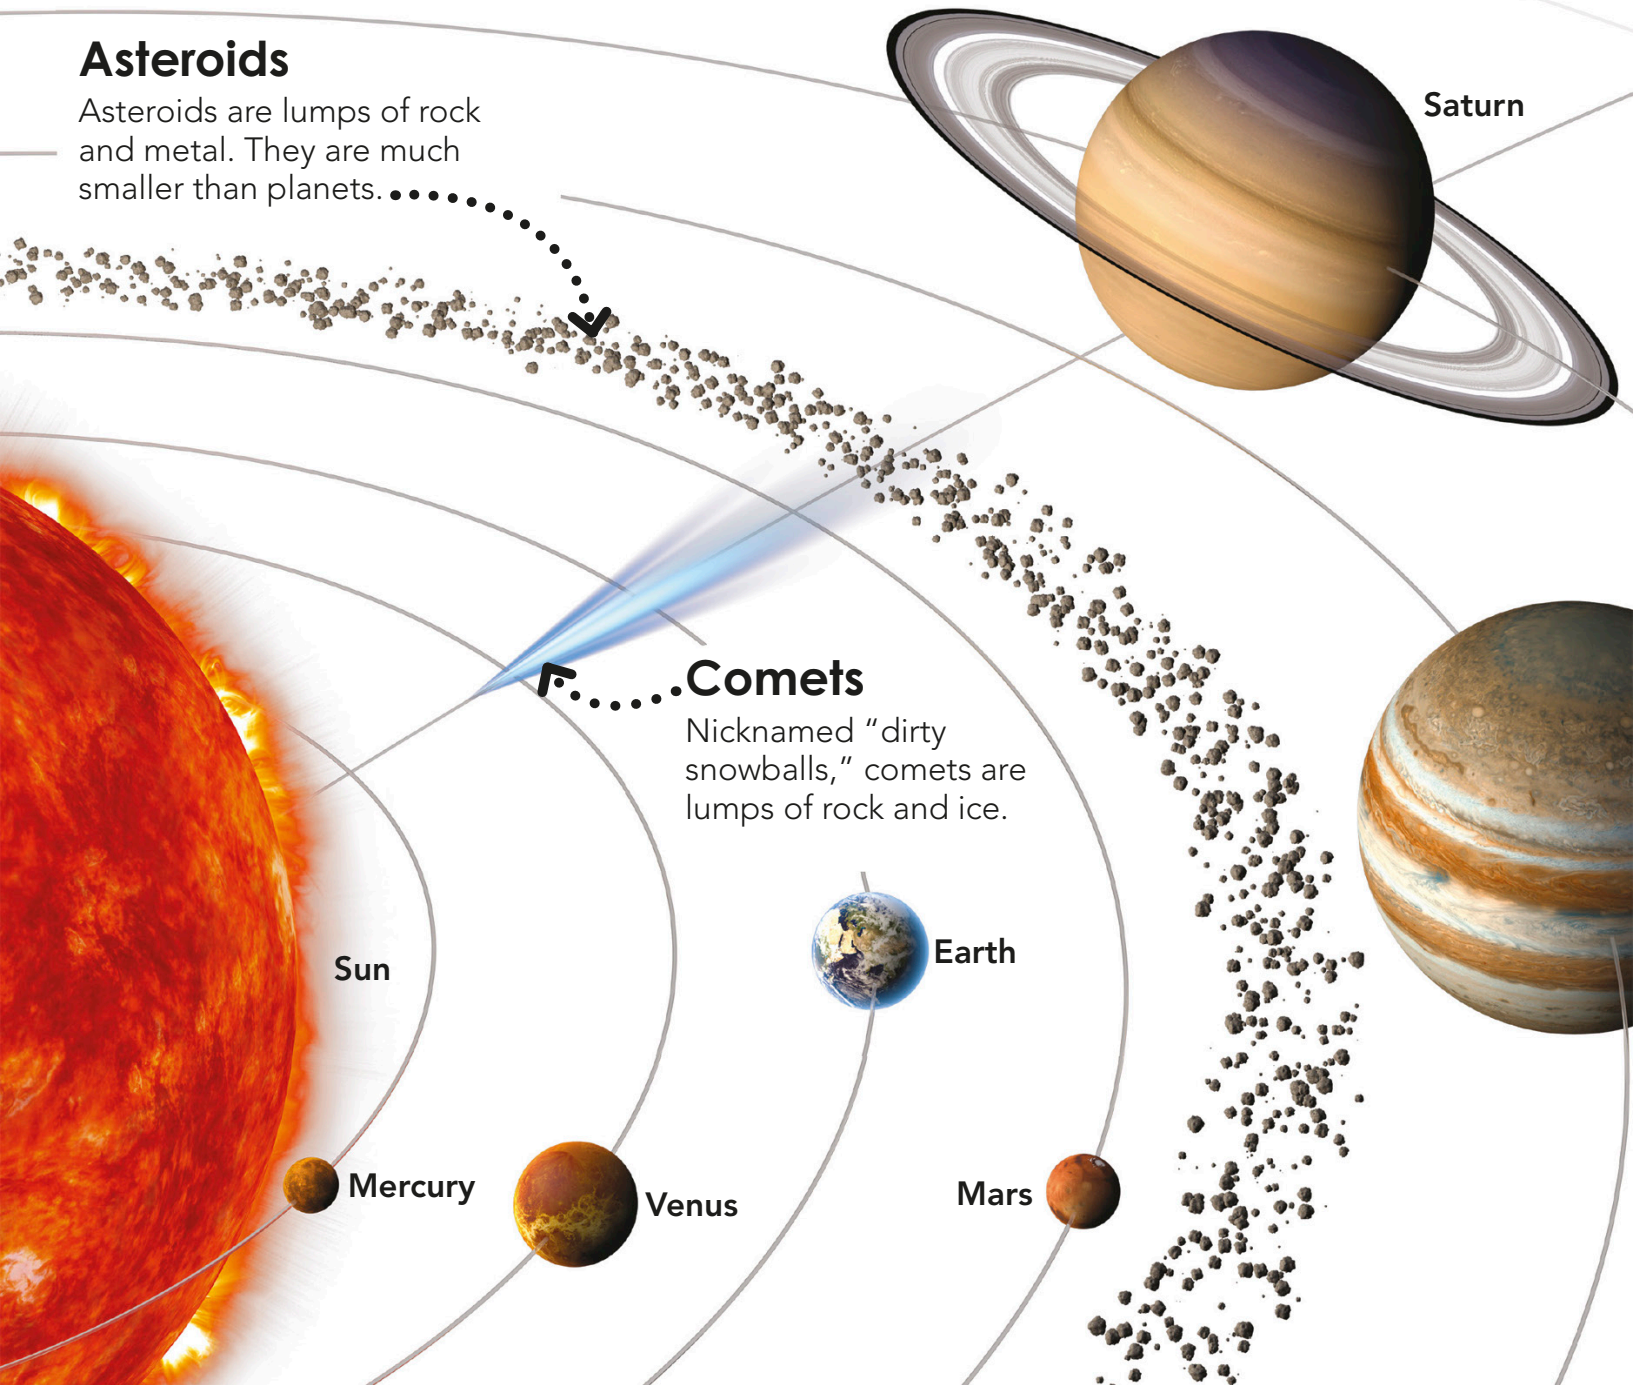 Asteroids
Asteroids are lumps of rock
and metal. They are much
smaller than planets.
Saturn
Comets
Nicknamed “dirty
snowballs,” comets are
lumps of rock and ice.
Earth
Sun
Mercury
Venus
Mars